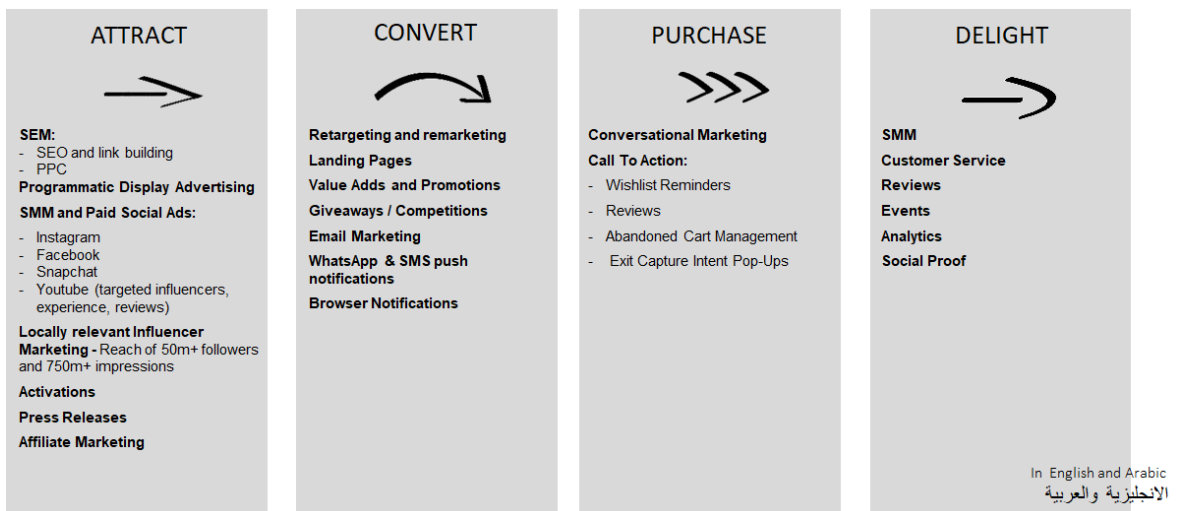 ATTRACT
SEM:
- SEO and link building
- PPC
Programmatic Display Advertising
SMM and Paid Social Ads:
- Instagram
- Facebook
- Snapchat
- Youtube (targeted influencers,
experience, reviews)
Locally relevant Influencer
Marketing - Reach of 50m+ followers
and 750m+ impressions
Activations
Press Releases
Affiliate Marketing
CONVERT
Retargeting and remarketing
Landing Pages
Value Adds and Promotions
Giveaways / Competitions
Email Marketing
WhatsApp & SMS push
notifications
Browser Notifications
PURCHASE
Conversational Marketing
Call To Action:
- Wishlist Reminders
- Reviews
- Abandoned Cart Management
- Exit Capture Intent Pop-Ups
DELIGHT
SMM
Customer Service
Reviews
Events
Analytics
Social Proof
In English and Arabic
الانجليزية والعربية